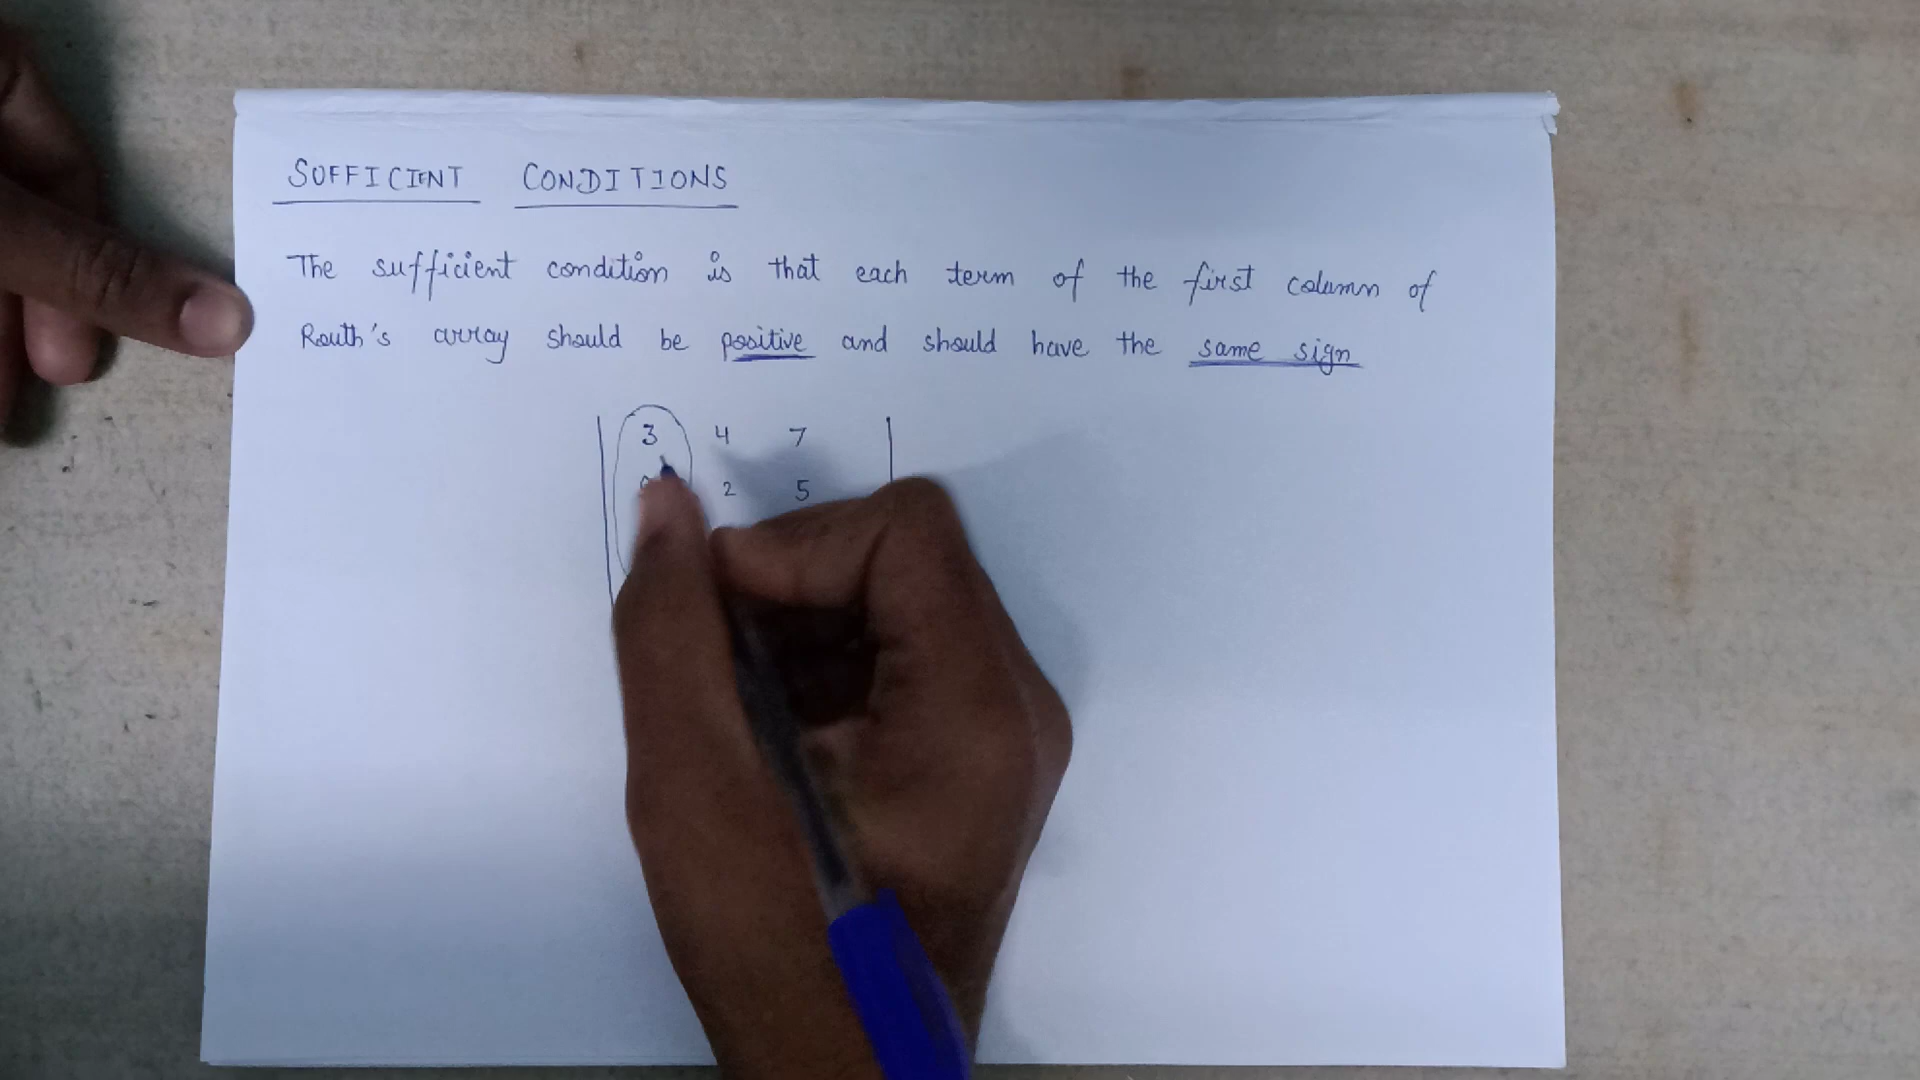 SUFFICIENT CONDITIONS
The sufficient condition is that each term of the first column of
Routh's array should be positive and should have the same sign
3 4 7
2 5